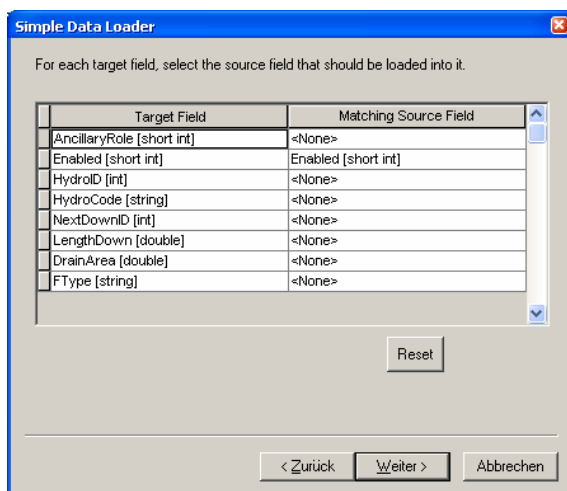 Simple Data Loader
For each target field, select the source field that should be loaded into it.
Target Field Matching Source Field
AncillaryRole [short int] <None>
Enabled [short int] Enabled [short int]
HydroID [int] <None>
HydroCode [string] <None>
NextDownID [int] <None>
LengthDown [double] <None>
DrainArea [double] <None>
FType [string] <None>
Reset
< Zurück Weiter > Abbrechen